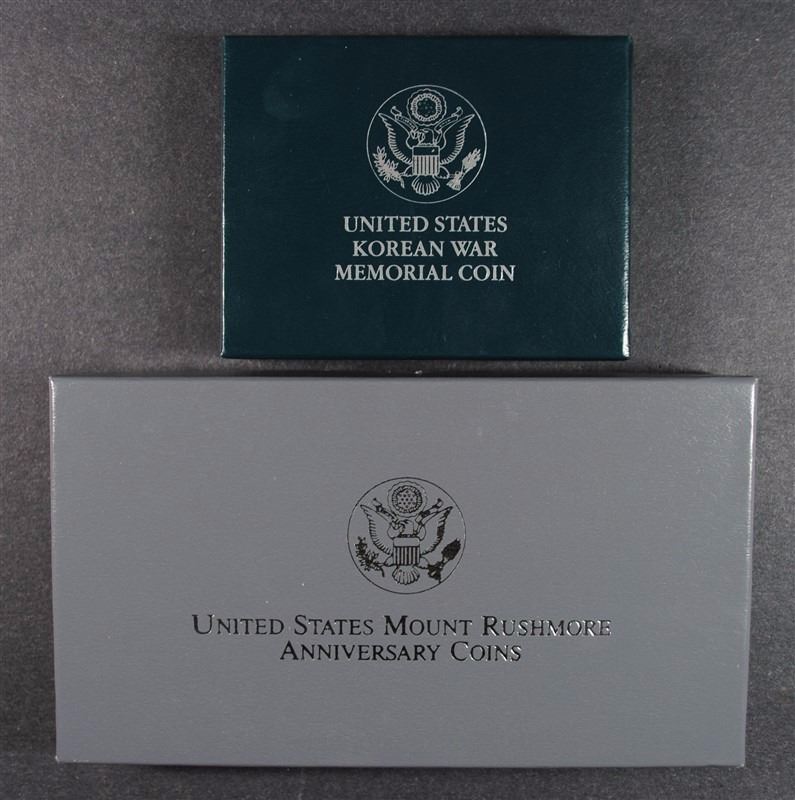 UNITED STATES
KOREAN WAR
MEMORIAL COIN
UNITED STATES MOUNT RUSHMORE
ANNIVERSARY COINS